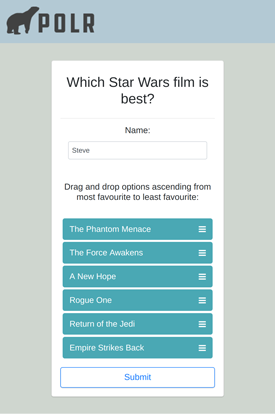 POLR
Which Star Wars film is
best?
Name:
Steve
Drag and drop options ascending from
most favourite to least favourite:
The Phantom Menace
The Force Awakens
A New Hope
Rogue One
Return of the Jedi
Empire Strikes Back
Submit